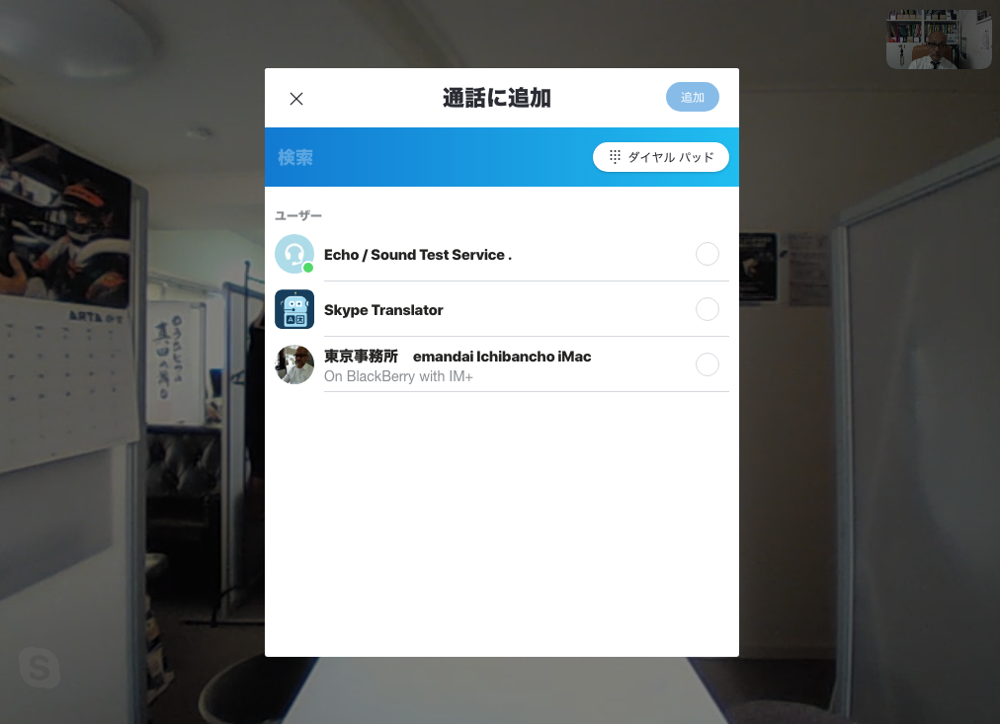 通話に追加
追加
検索
ダイヤル パッド
ユーザー
Echo / Sound Test Service .
Skype Translator
東京事務所 emandai Ichibancho iMac
On BlackBerry with IM+
S